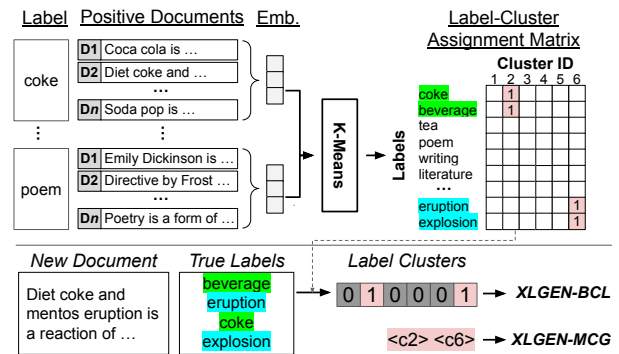 Label
Positive Documents
Emb.
Label-Cluster
Assignment Matrix
coke
D1 Coca cola is …
D2 Diet coke and …
…
Dn Soda pop is …
…
poem
D1 Emily Dickinson is …
D2 Directive by Frost …
…
Dn Poetry is a form of …
K-Means
Cluster ID
1 2 3 4 5 6
Labels
coke 1
beverage 1
tea
poem
writing
literature
…
eruption 1
explosion 1
New Document
Diet coke and
mentos eruption is
a reaction of …
True Labels
beverage
eruption
coke
explosion
Label Clusters
0 1 0 0 0 1
XLGEN-BCL
<c2> <c6>
XLGEN-MCG